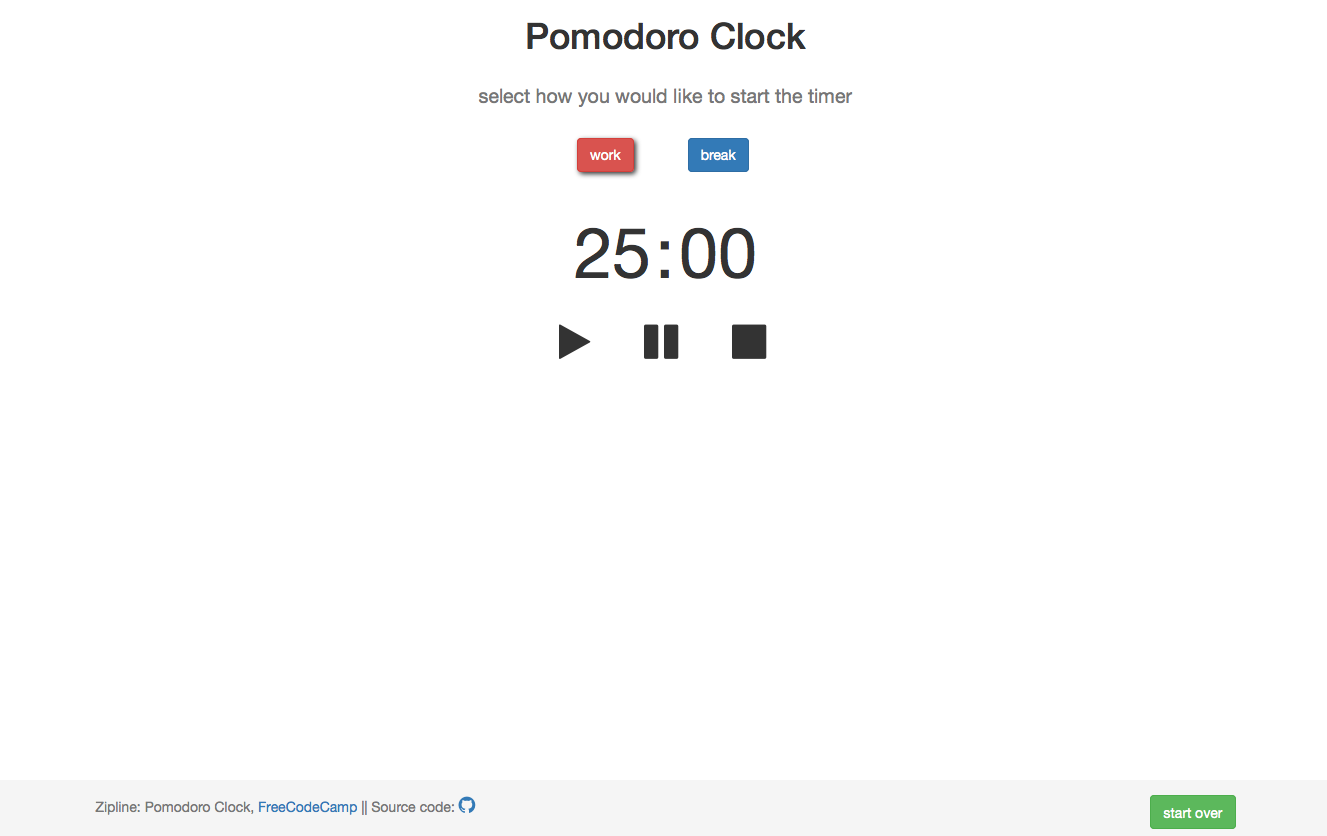 Pomodoro Clock
select how you would like to start the timer
work break
25:00
Zipline: Pomodoro Clock, FreeCodeCamp || Source code:
start over